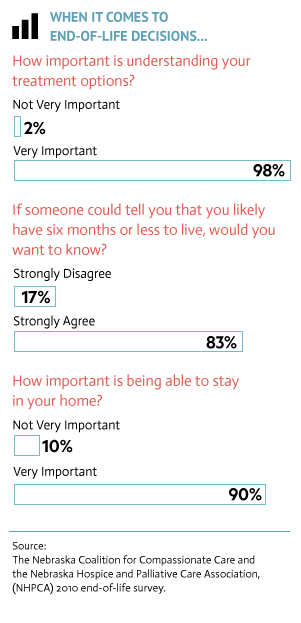 WHEN IT COMES TO
END-OF-LIFE DECISIONS...
How important is understanding your
treatment options?
Not Very Important
2%
Very Important
98%
If someone could tell you that you likely
have six months or less to live, would you
want to know?
Strongly Disagree
17%
Strongly Agree
83%
How important is being able to stay
in your home?
Not Very Important
10%
Very Important
90%
Source:
The Nebraska Coalition for Compassionate Care and
the Nebraska Hospice and Palliative Care Association,
(NHPCA) 2010 end-of-life survey.